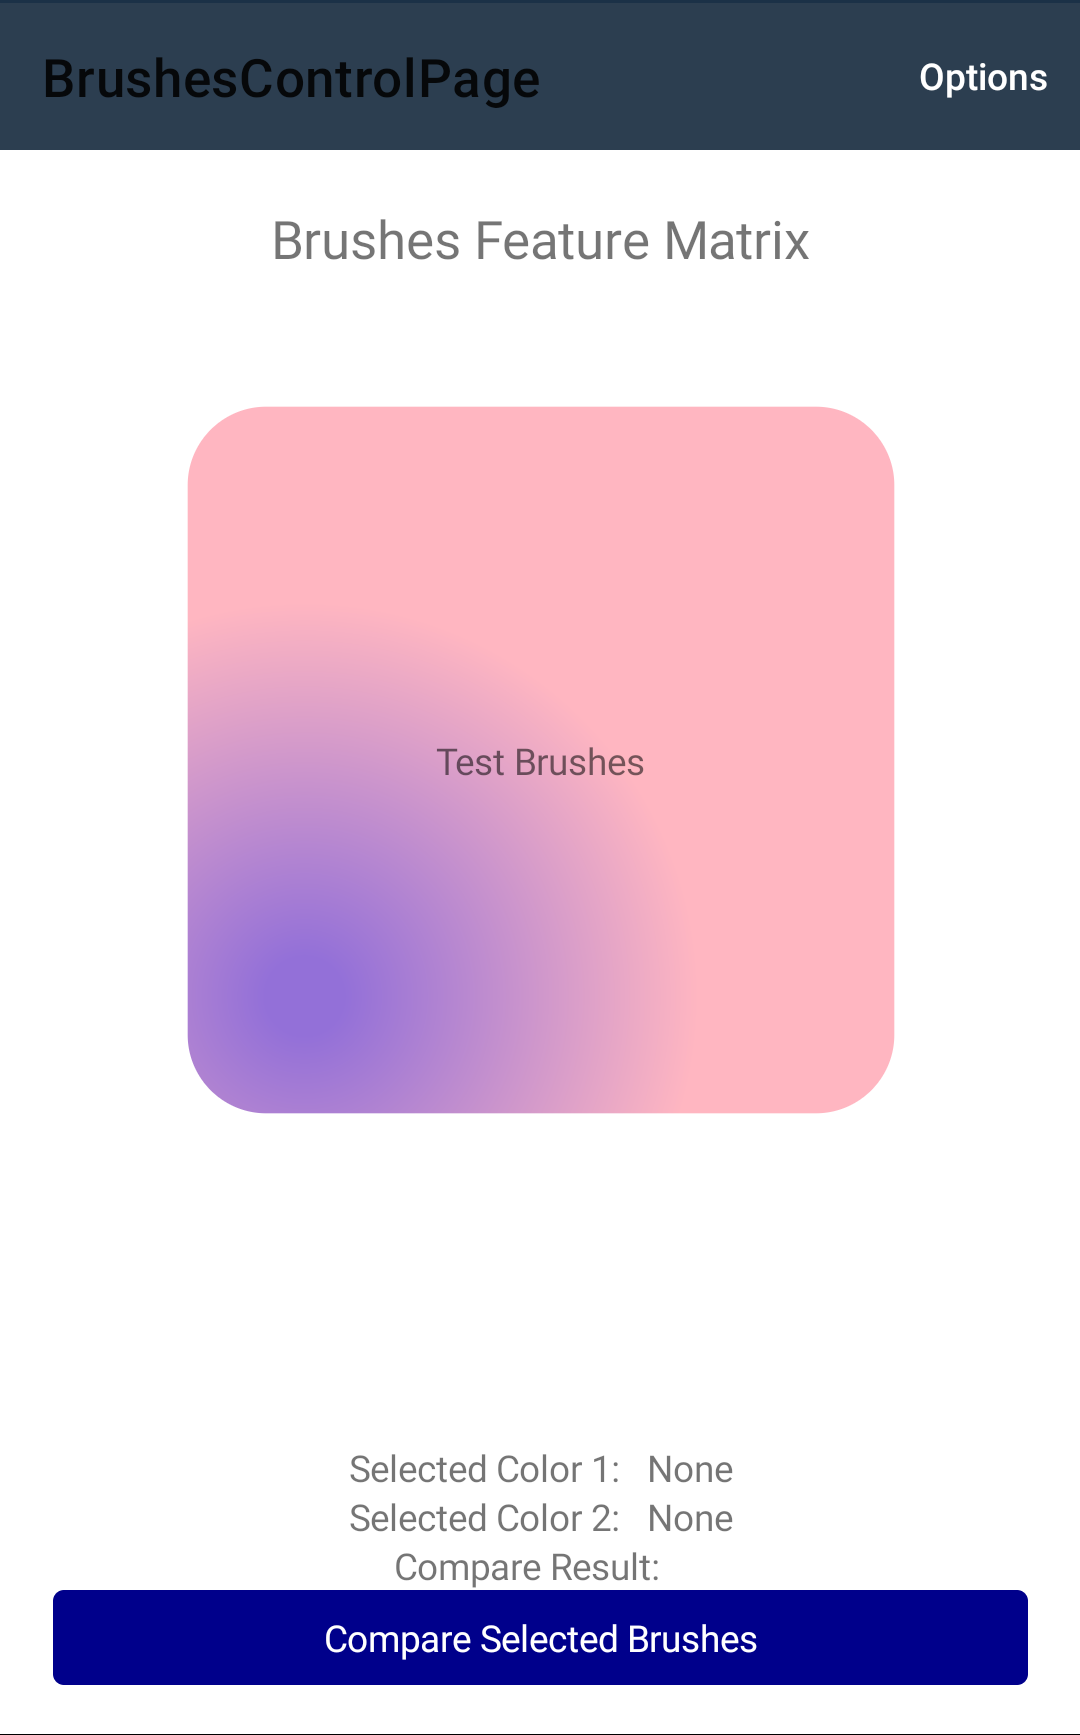 BrushesControlPage Options
Brushes Feature Matrix
Test Brushes
Selected Color 1: None
Selected Color 2: None
Compare Result:
Compare Selected Brushes